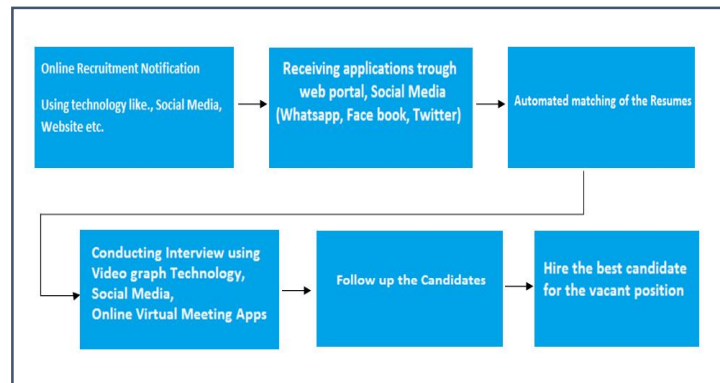 Online Recruitment Notification
Using technology like., Social Media,
Website etc.
Receiving applications trough
web portal, Social Media
(Whatsapp, Face book, Twitter)
Automated matching of the Resumes
Conducting Interview using
Video graph Technology,
Social Media,
Online Virtual Meeting Apps
Follow up the Candidates
Hire the best candidate
for the vacant position